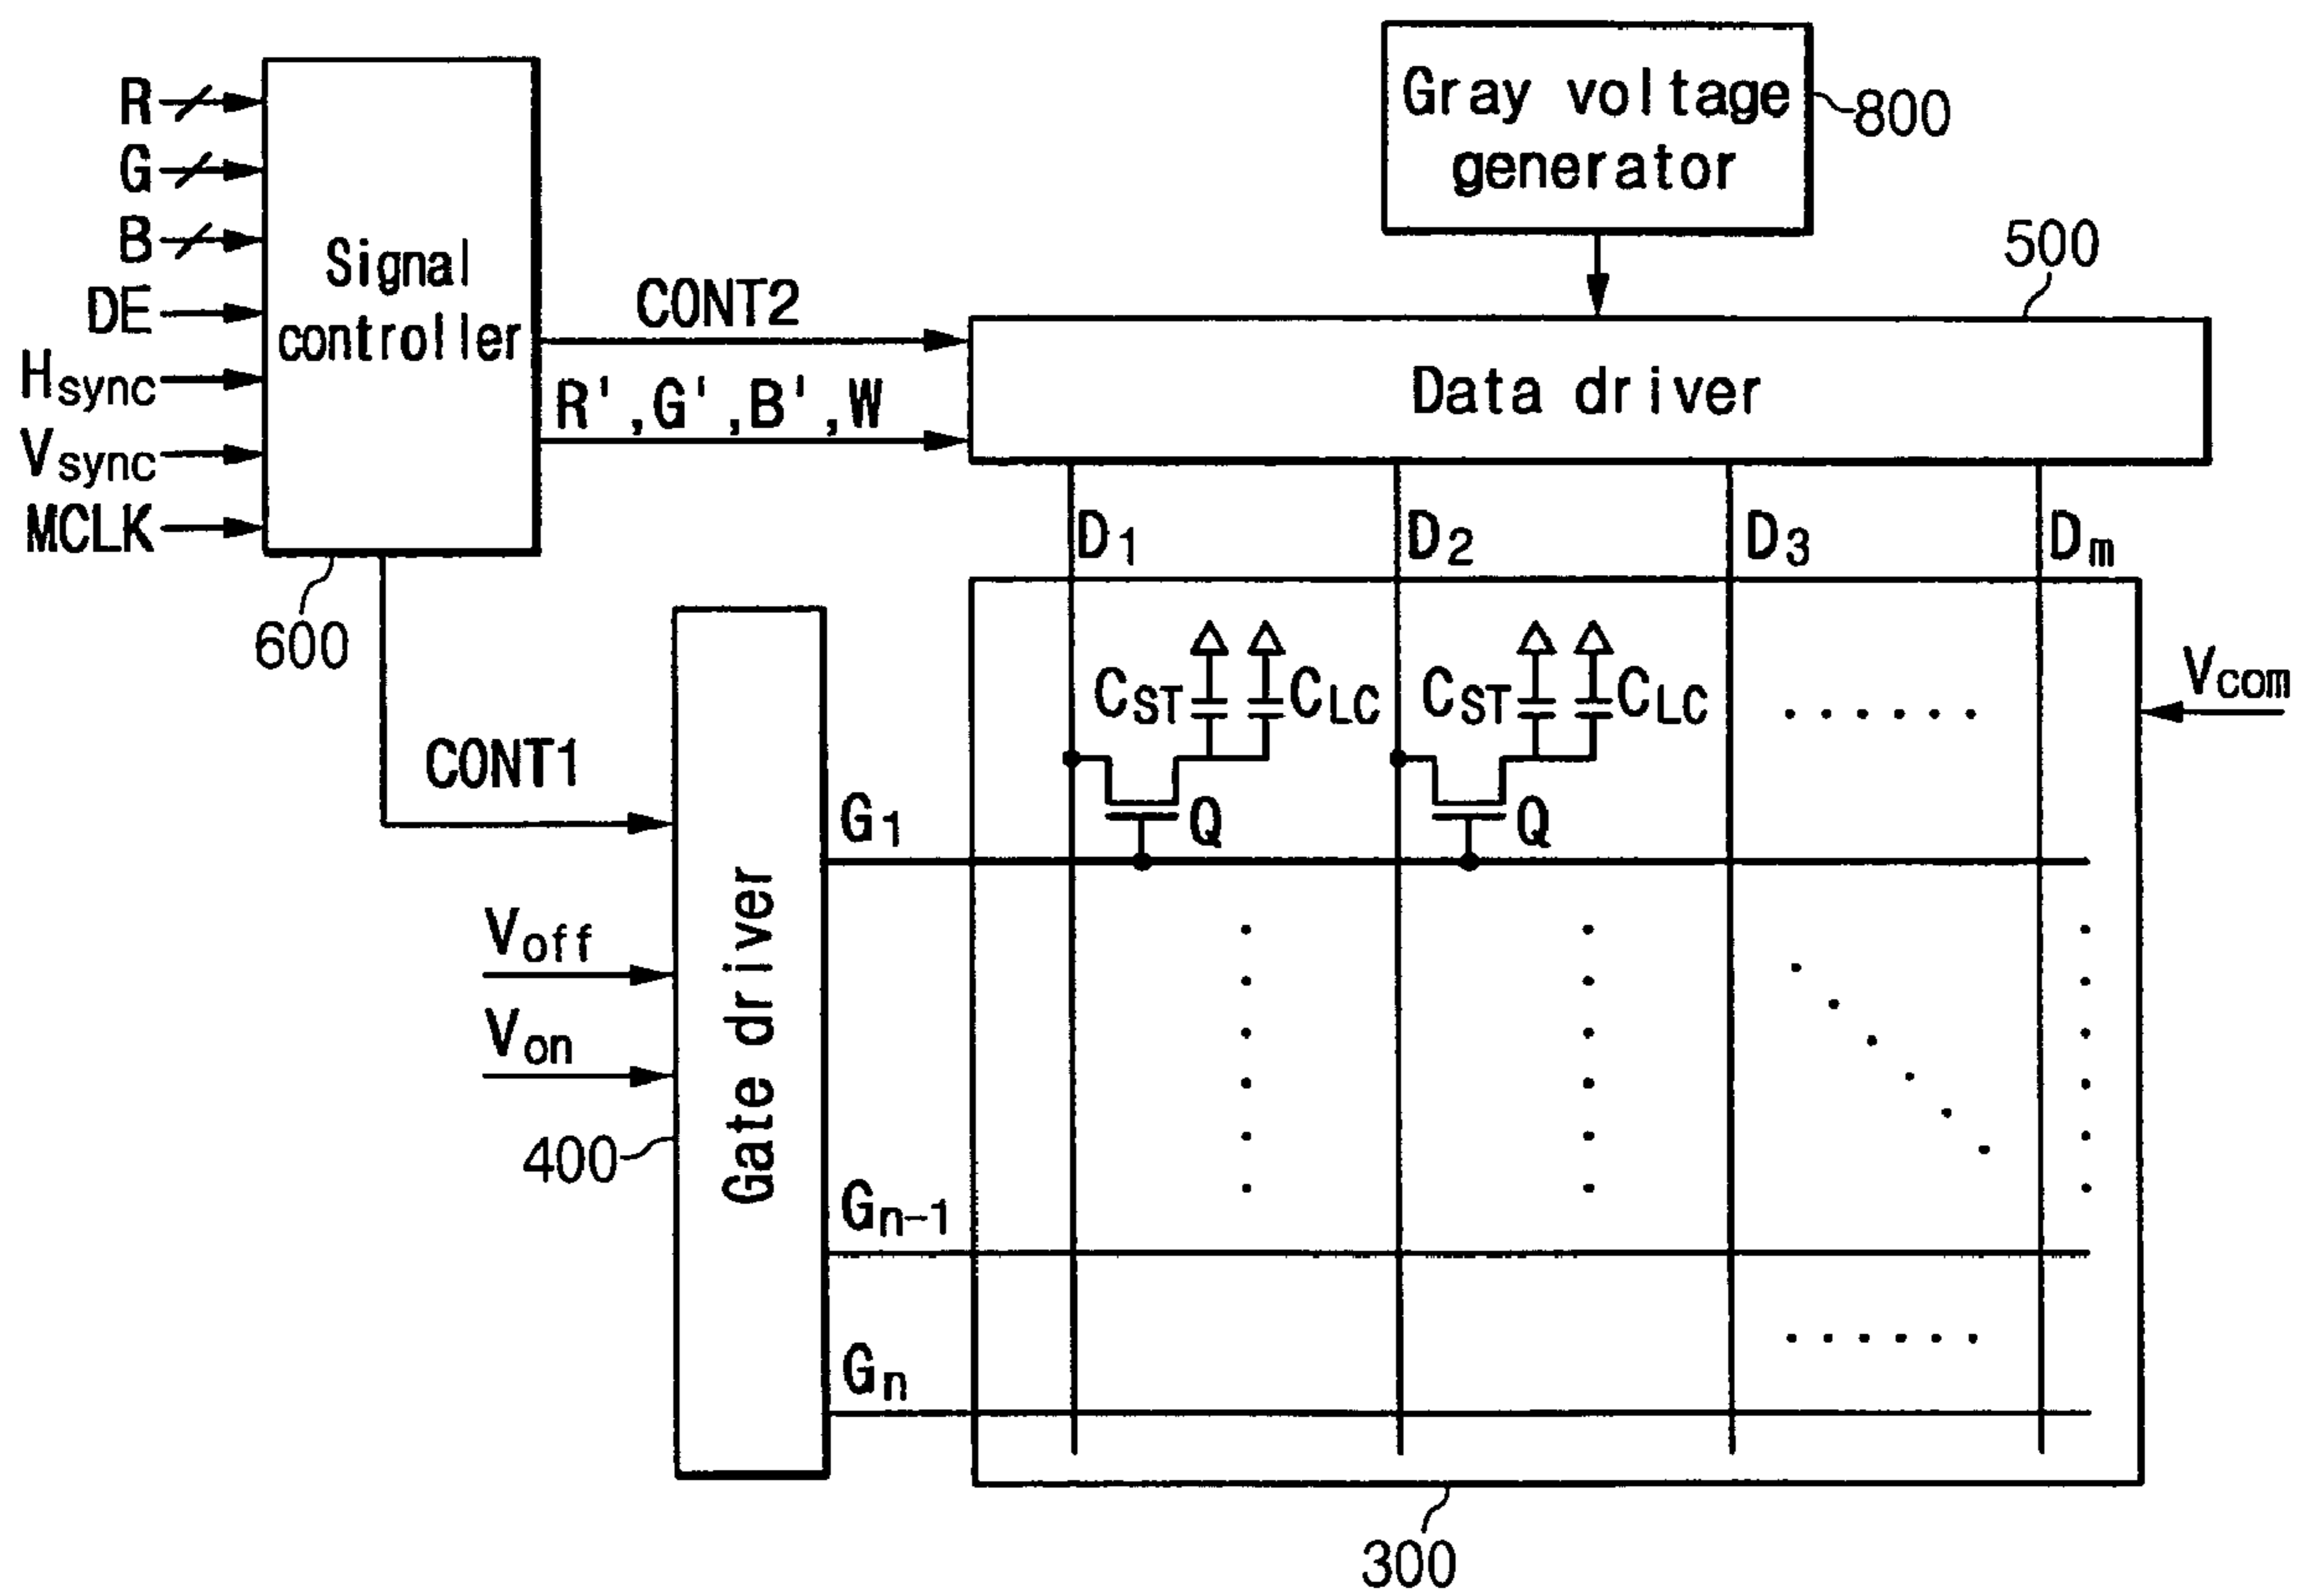 R
G
B
DE
Hsync
Vsync
MCLK
Signal
controller
600
CONT2
R',G',B',W
Gray voltage
generator
800
500
Data driver
D1
D2
D3
Dm
CST
CLC
CST
CLC
Vcom
Q
Q
CONT1
Voff
Von
400
Gate driver
G1
Gn-1
Gn
300